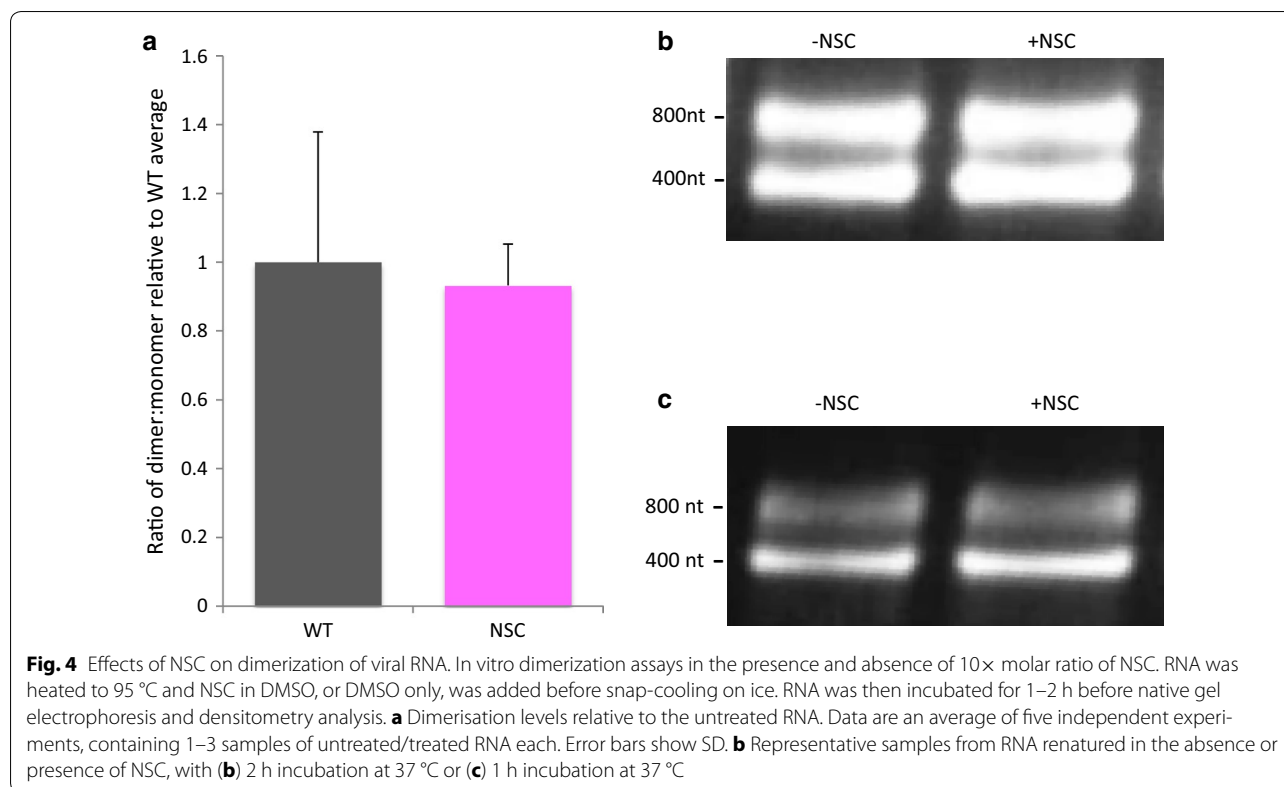 a
1.6
1.4
1.2
1
0.8
0.6
0.4
0.2
0
Ratio of dimer:monomer relative to WT average
WT NSC
b
-NSC +NSC
800nt
400nt
c
-NSC +NSC
800 nt
400 nt
Fig. 4 Effects of NSC on dimerization of viral RNA. In vitro dimerization assays in the presence and absence of 10× molar ratio of NSC. RNA was
heated to 95 °C and NSC in DMSO, or DMSO only, was added before snap-cooling on ice. RNA was then incubated for 1–2 h before native gel
electrophoresis and densitometry analysis. a Dimerisation levels relative to the untreated RNA. Data are an average of five independent experi-
ments, containing 1–3 samples of untreated/treated RNA each. Error bars show SD. b Representative samples from RNA renatured in the absence or
presence of NSC, with (b) 2 h incubation at 37 °C or (c) 1 h incubation at 37 °C